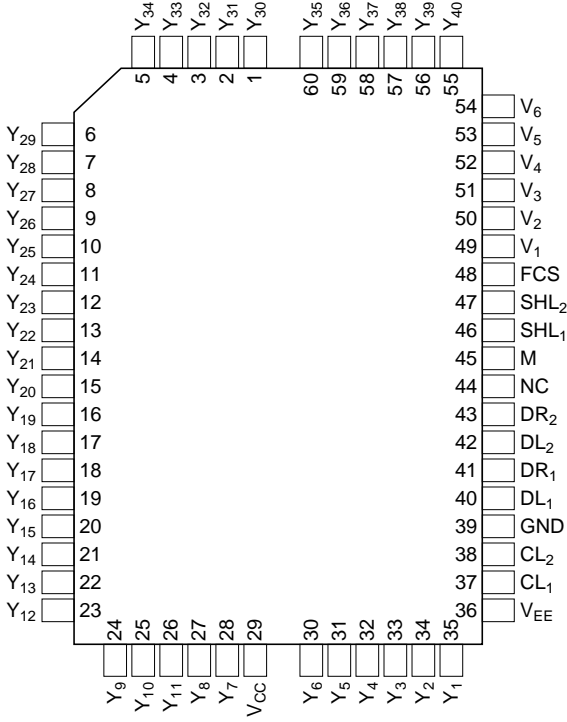 Y34 Y33 Y32 Y31 Y30 Y35 Y36 Y37 Y38 Y39 Y40
5 4 3 2 1 60 59 58 57 56 55
54 V6
Y29 6 53 V5
Y28 7 52 V4
Y27 8 51 V3
Y26 9 50 V2
Y25 10 49 V1
Y24 11 48 FCS
Y23 12 47 SHL2
Y22 13 46 SHL1
Y21 14 45 M
Y20 15 44 NC
Y19 16 43 DR2
Y18 17 42 DL2
Y17 18 41 DR1
Y16 19 40 DL1
Y15 20 39 GND
Y14 21 38 CL2
Y13 22 37 CL1
Y12 23 36 VEE
24 25 26 27 28 29 30 31 32 33 34 35
Y9 Y10 Y11 Y8 Y7 VCC Y6 Y5 Y4 Y3 Y2 Y1